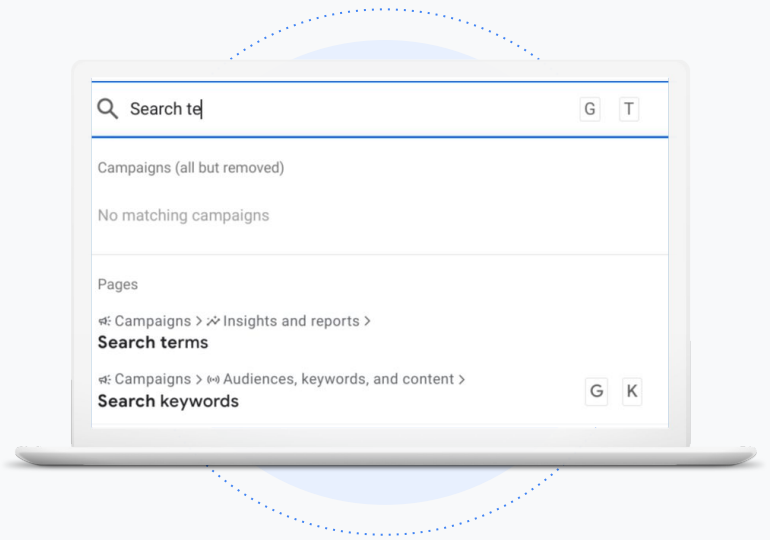 Search te G T
Campaigns (all but removed)
No matching campaigns
Pages
Campaigns > Insights and reports >
Search terms
Campaigns > Audiences, keywords, and content >
Search keywords G K